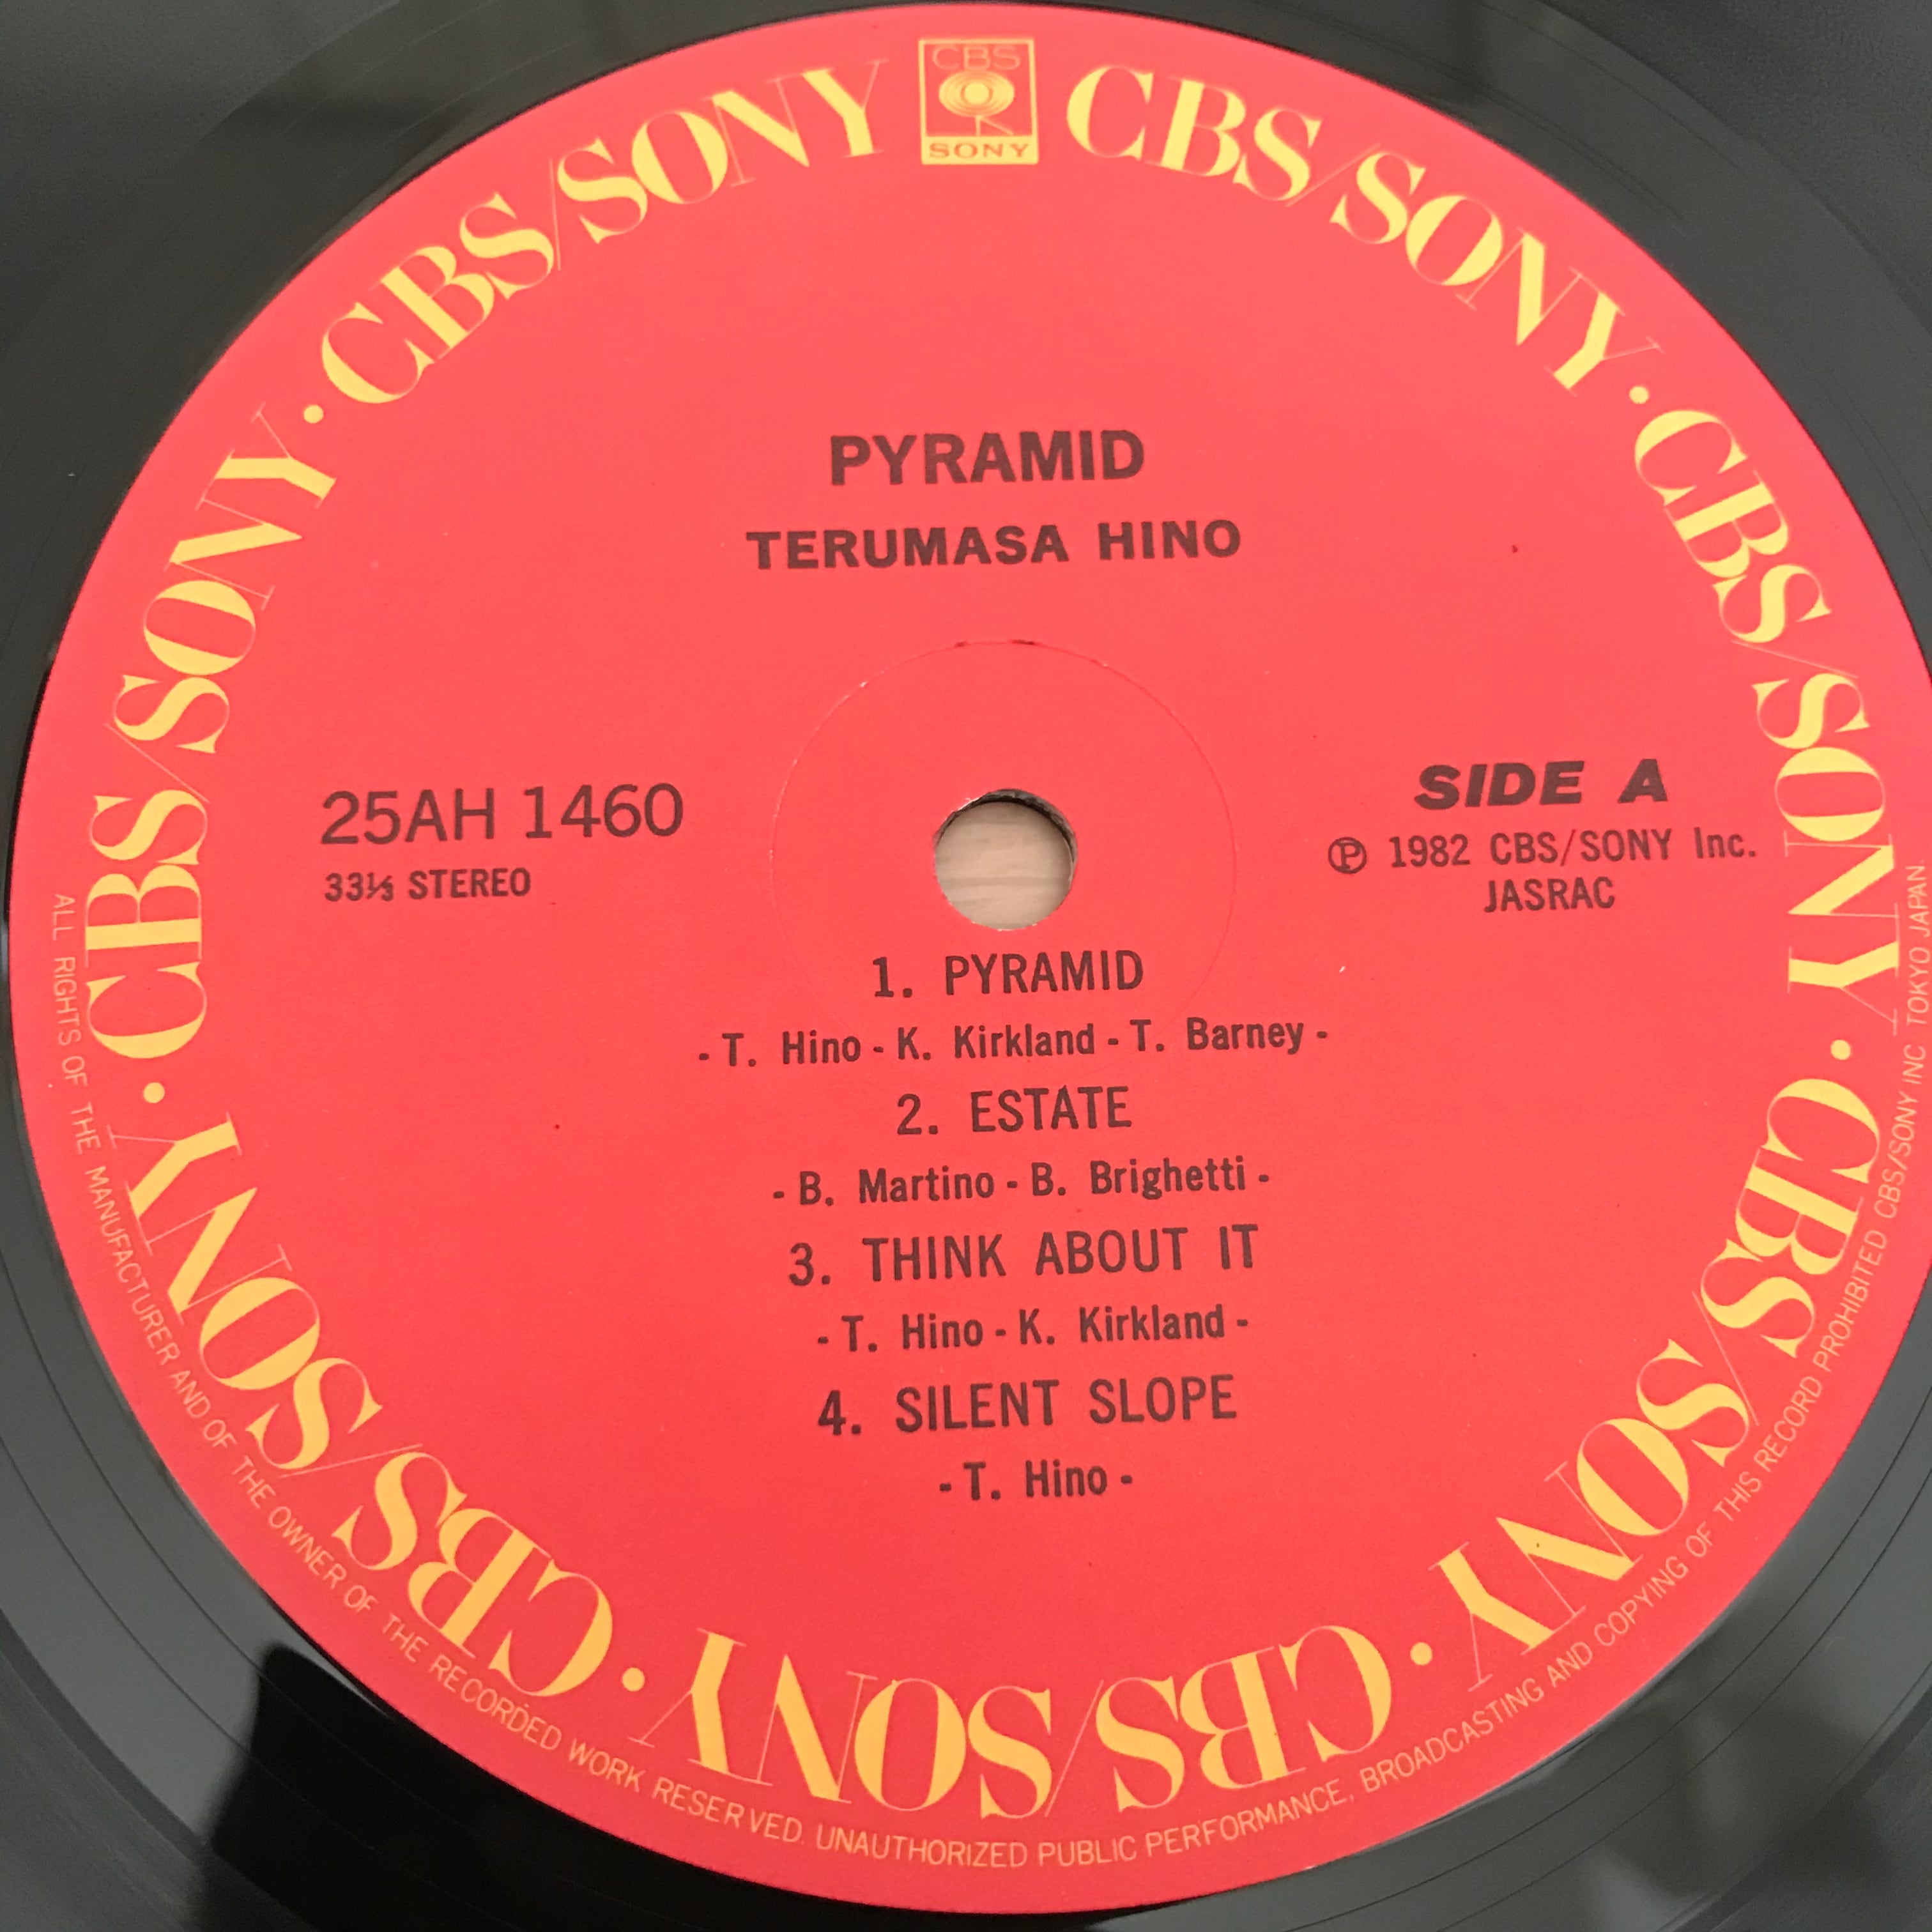 CBS
SONY
CBS/SONY · CBS/SONY · CBS/SONY · CBS/SONY · CBS/SONY · CBS/SONY · CBS/SONY
PYRAMID
TERUMASA HINO
25AH 1460
33⅓ STEREO
SIDE A
Ⓟ 1982 CBS/SONY Inc.
JASRAC
1. PYRAMID
- T. Hino - K. Kirkland - T. Barney -
2. ESTATE
- B. Martino - B. Brighetti -
3. THINK ABOUT IT
- T. Hino - K. Kirkland -
4. SILENT SLOPE
- T. Hino -
ALL RIGHTS OF THE MANUFACTURER AND OF THE OWNER OF THE RECORDED WORK RESERVED. UNAUTHORIZED PUBLIC PERFORMANCE, BROADCASTING AND COPYING OF THIS RECORD PROHIBITED CBS/SONY INC TOKYO JAPAN.